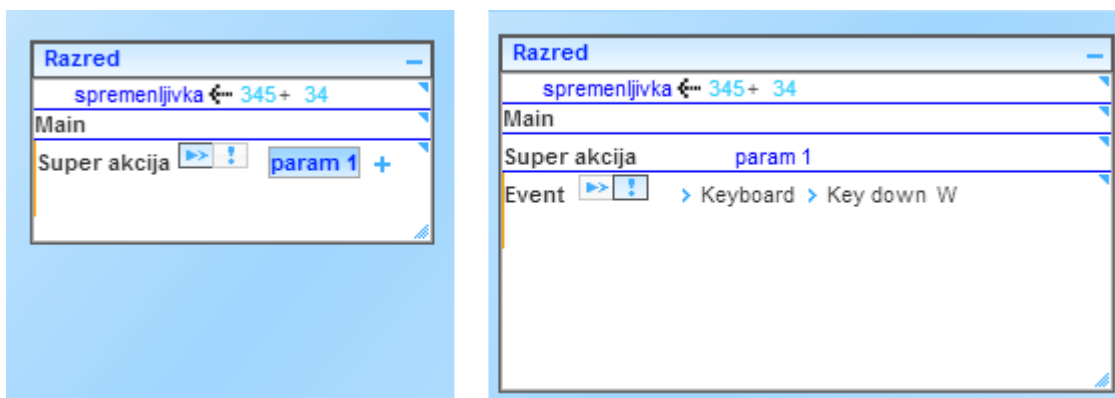 Razred
spremenljivka 345+ 34
Main
Super akcija ! param 1 +
Razred
spremenljivka 345+ 34
Main
Super akcija param 1
Event ! > Keyboard > Key down W